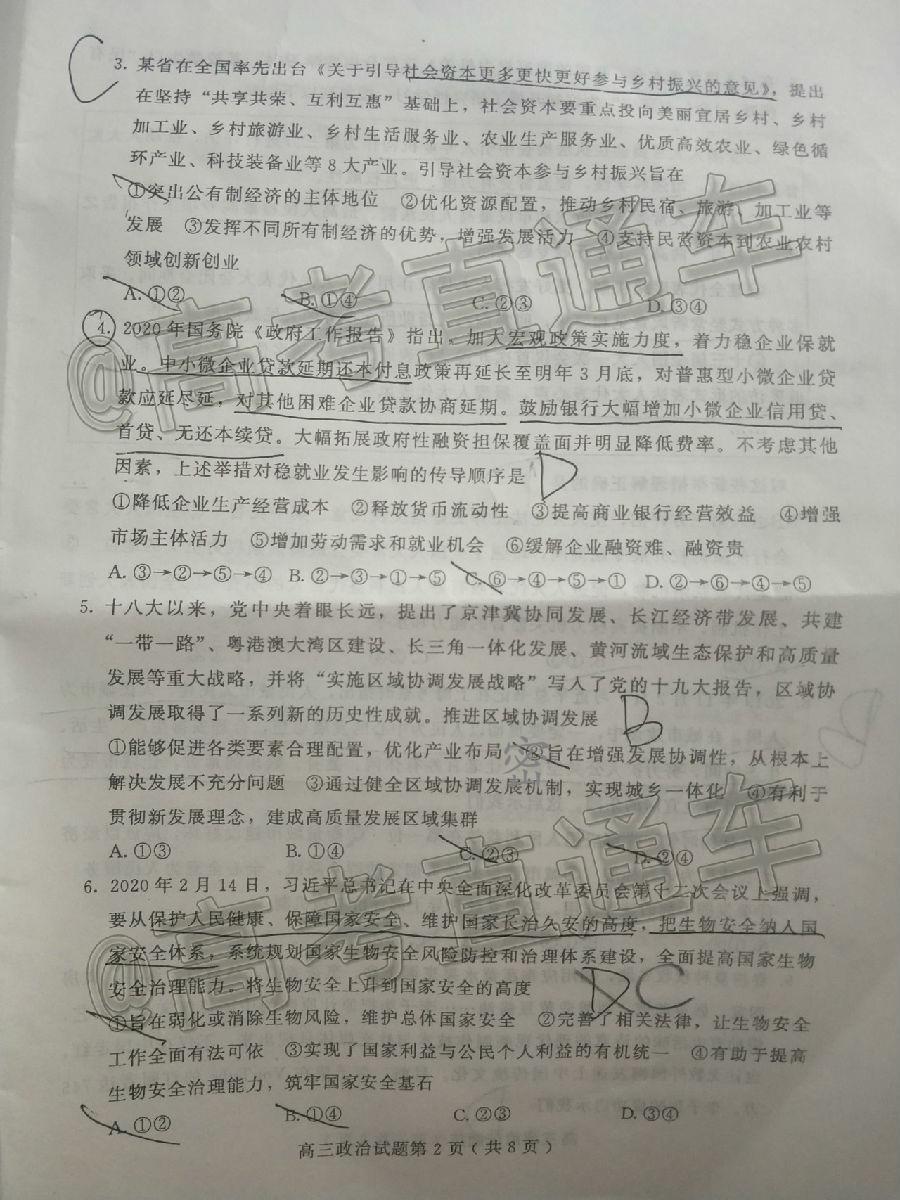 C
3. 某省在全国率先出台《关于引导社会资本更多更快更好参与乡村振兴的意见》，提出
在坚持“共享共荣、互利互惠”基础上，社会资本要重点投向美丽宜居乡村、乡村
加工业、乡村旅游业、乡村生活服务业、农业生产服务业、优质高效农业、绿色循
环产业、科技装备业等 8 大产业。引导社会资本参与乡村振兴旨在
①突出公有制经济的主体地位　②优化资源配置，推动乡村民宿、旅游、加工业等
发展　③发挥不同所有制经济的优势，增强发展活力　④支持民营资本到农业农村
领域创新创业
A. ①②　B. ①④　C. ②③　D. ③④
4. 2020 年国务院《政府工作报告》指出，加大宏观政策实施力度，着力稳企业保就
业。中小微企业贷款延期还本付息政策再延长至明年 3 月底，对普惠型小微企业贷
款应延尽延，对其他困难企业贷款协商延期。鼓励银行大幅增加小微企业信用贷、
首贷、无还本续贷。大幅拓展政府性融资担保覆盖面并明显降低费率。不考虑其他
因素，上述举措对稳就业发生影响的传导顺序是 D
①降低企业生产经营成本　②释放货币流动性　③提高商业银行经营效益　④增强
市场主体活力　⑤增加劳动需求和就业机会　⑥缓解企业融资难、融资贵
A. ③→②→⑤→④　B. ②→③→①→⑤　C. ⑥→④→⑤→①　D. ②→⑥→④→⑤
5. 十八大以来，党中央着眼长远，提出了京津冀协同发展、长江经济带发展、共建
“一带一路”、粤港澳大湾区建设、长三角一体化发展、黄河流域生态保护和高质量
发展等重大战略，并将“实施区域协调发展战略”写入了党的十九大报告，区域协
调发展取得了一系列新的历史性成就。推进区域协调发展 B
①能够促进各类要素合理配置，优化产业布局　②旨在增强发展协调性，从根本上
解决发展不充分问题　③通过健全区域协调发展机制，实现城乡一体化　④有利于
贯彻新发展理念，建成高质量发展区域集群
密
A. ①③　B. ①④　C. ②③　D. ②④
6. 2020 年 2 月 14 日，习近平总书记在中央全面深化改革委员会第十二次会议上强调，
要从保护人民健康、保障国家安全、维护国家长治久安的高度，把生物安全纳入国
家安全体系，系统规划国家生物安全风险防控和治理体系建设，全面提高国家生物
安全治理能力。将生物安全上升到国家安全的高度 DC
①旨在弱化或消除生物风险，维护总体国家安全　②完善了相关法律，让生物安全
工作全面有法可依　③实现了国家利益与公民个人利益的有机统一　④有助于提高
生物安全治理能力，筑牢国家安全基石
A. ①②　B. ①④　C. ②③　D. ③④
高三政治试题第 2 页（共 8 页）
@高考直通车
@高考直通车